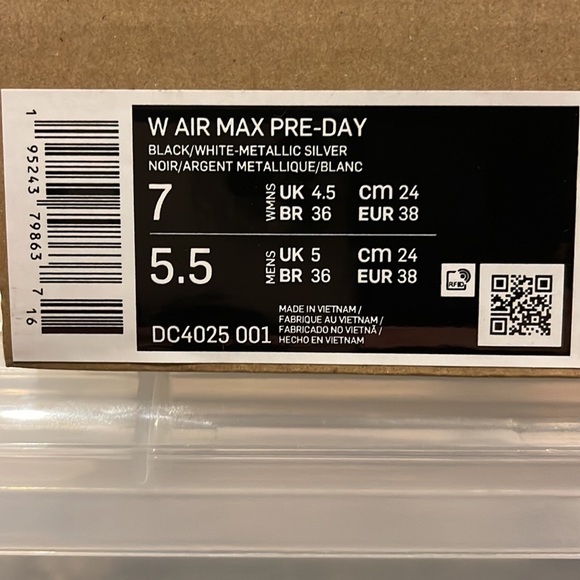 1 95243 79863 7 16
W AIR MAX PRE-DAY
BLACK/WHITE-METALLIC SILVER
NOIR/ARGENT METALLIQUE/BLANC
7 WMNS UK 4.5 cm 24
BR 36 EUR 38
5.5 MENS UK 5 cm 24
BR 36 EUR 38
DC4025 001
MADE IN VIETNAM /
FABRIQUE AU VIETNAM /
FABRICADO NO VIETNÃ /
HECHO EN VIETNAM
RFID